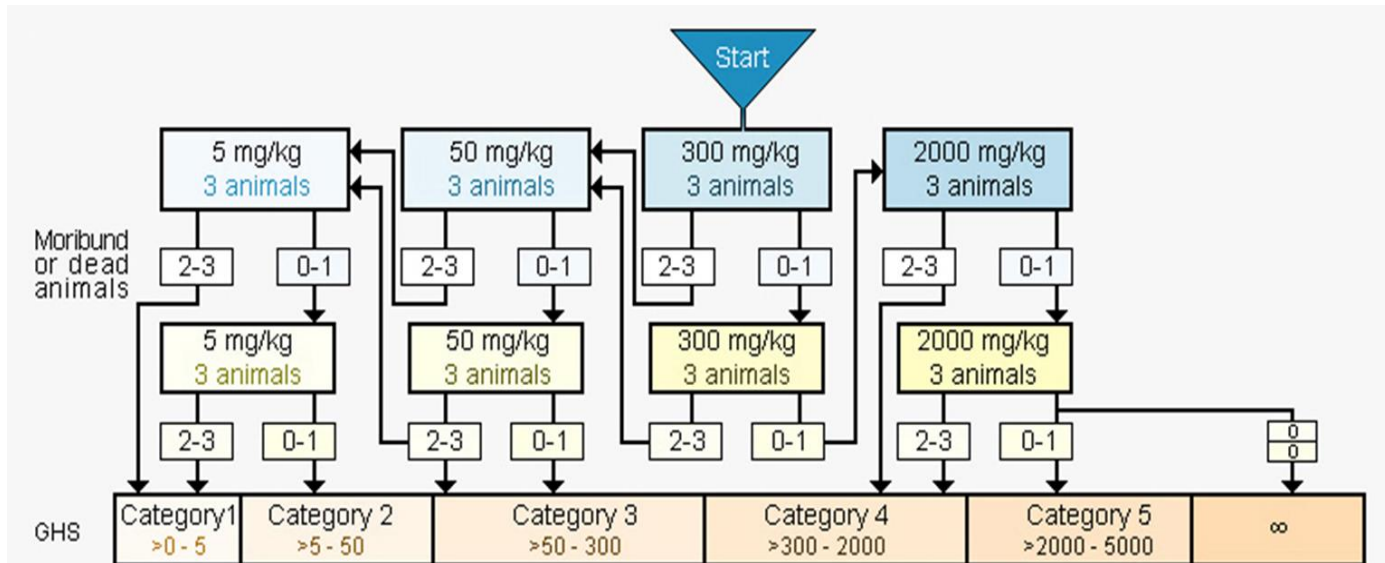 Start
5 mg/kg
3 animals
50 mg/kg
3 animals
300 mg/kg
3 animals
2000 mg/kg
3 animals
Moribund
or dead
animals
2-3
0-1
2-3
0-1
2-3
0-1
2-3
0-1
5 mg/kg
3 animals
50 mg/kg
3 animals
300 mg/kg
3 animals
2000 mg/kg
3 animals
2-3
0-1
2-3
0-1
2-3
0-1
2-3
0-1
0
0
GHS
Category1
>0 - 5
Category 2
>5 - 50
Category 3
>50 - 300
Category 4
>300 - 2000
Category 5
>2000 - 5000
∞